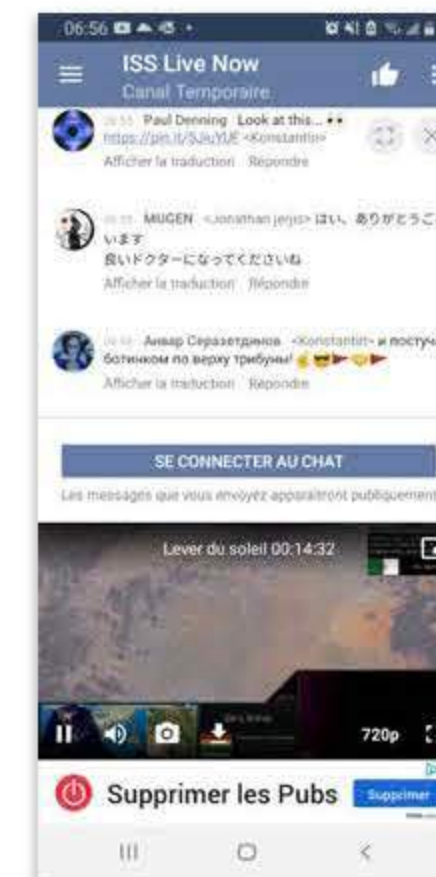 06:56
ISS Live Now
Canal Temporaire
Paul Denning Look at this...
https://pin.it/ <Konstantin>
Afficher la traduction Répondre
MUGEN <Jonathan jerjis> はい、ありがとうご
います
良いドクターになってくださいね
Afficher la traduction Répondre
Анвар Серазетдинов <Konstantin> и посту
ботинком по верху трибуны!
Afficher la traduction Répondre
SE CONNECTER AU CHAT
Les messages que vous envoyez apparaîtront publiquement
Lever du soleil 00:14:32
720p
Supprimer les Pubs
Supprimer